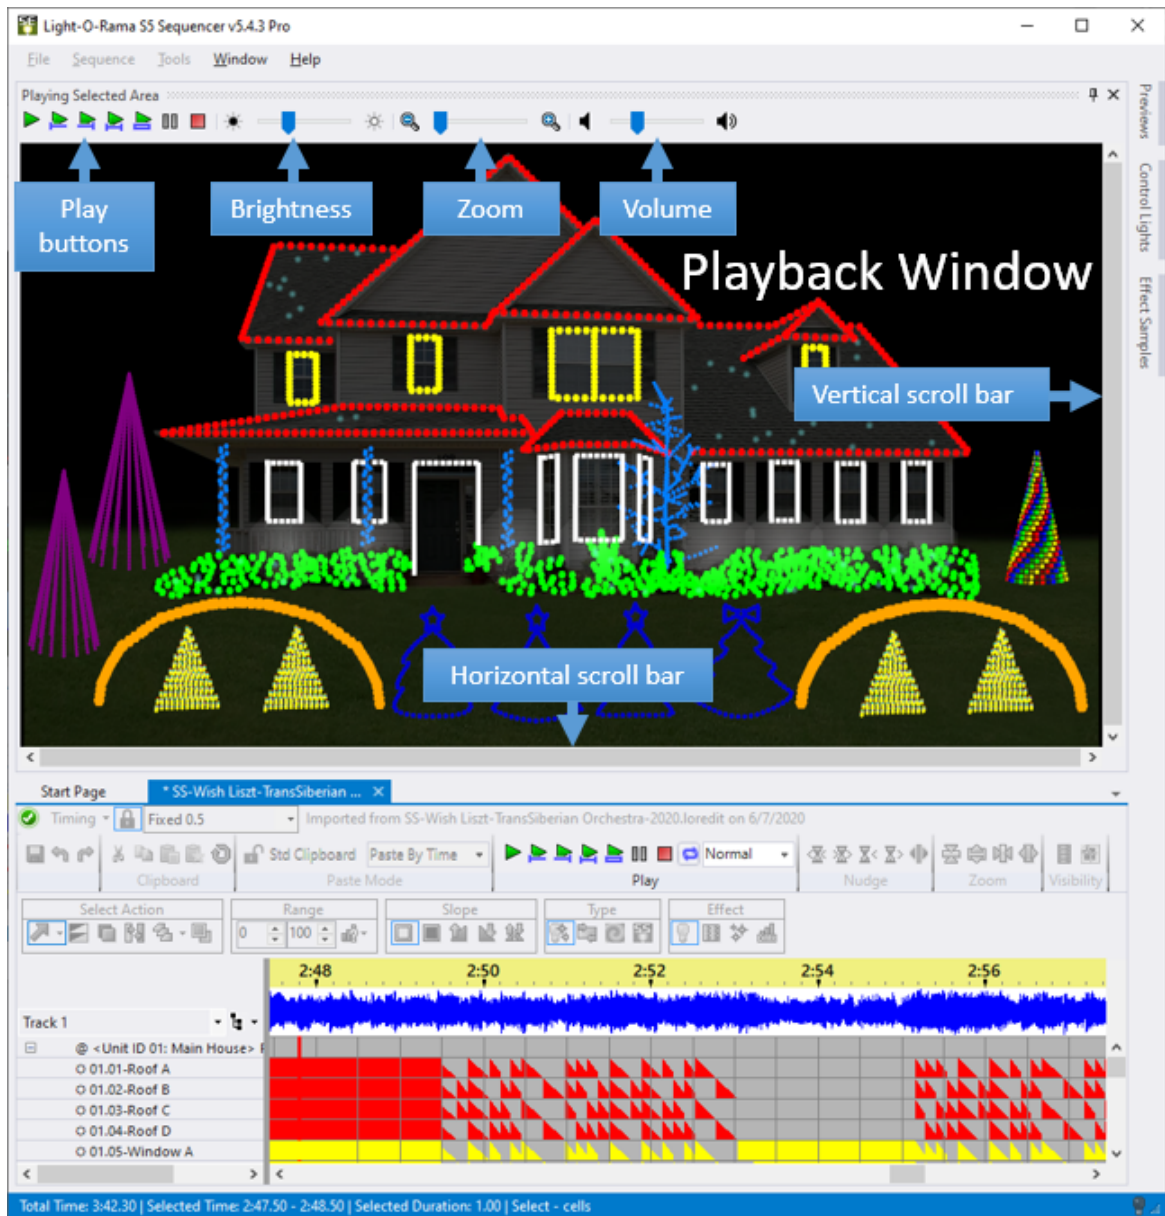 Light-O-Rama S5 Sequencer v5.4.3 Pro
File Sequence Tools Window Help
Playing Selected Area
Previews
Control Lights
Effect Samples
Play
buttons
Brightness
Zoom
Volume
Playback Window
Vertical scroll bar
Horizontal scroll bar
Start Page
* SS-Wish Liszt-TransSiberian ...
Timing Fixed 0.5 Imported from SS-Wish Liszt-TransSiberian Orchestra-2020.loredit on 6/7/2020
Std Clipboard Paste By Time Normal
Clipboard Paste Mode Play Nudge Zoom Visibility
Select Action Range Slope Type Effect
0 100
2:48 2:50 2:52 2:54 2:56
Track 1
@ <Unit ID 01: Main House>
01.01-Roof A
01.02-Roof B
01.03-Roof C
01.04-Roof D
01.05-Window A
Total Time: 3:42.30 | Selected Time: 2:47.50 - 2:48.50 | Selected Duration: 1.00 | Select - cells